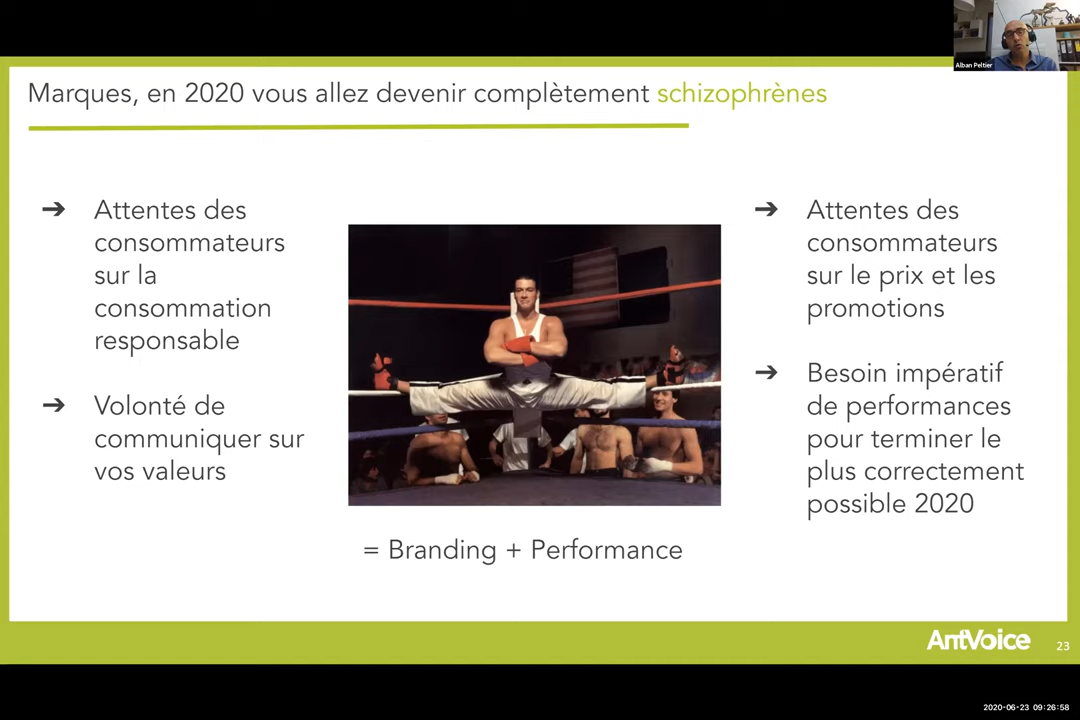 Alban Peltier
Marques, en 2020 vous allez devenir complètement schizophrènes
➔ Attentes des
consommateurs
sur la
consommation
responsable
➔ Volonté de
communiquer sur
vos valeurs
➔ Attentes des
consommateurs
sur le prix et les
promotions
➔ Besoin impératif
de performances
pour terminer le
plus correctement
possible 2020
= Branding + Performance
AntVoice
23
2020-06-23 09:26:58